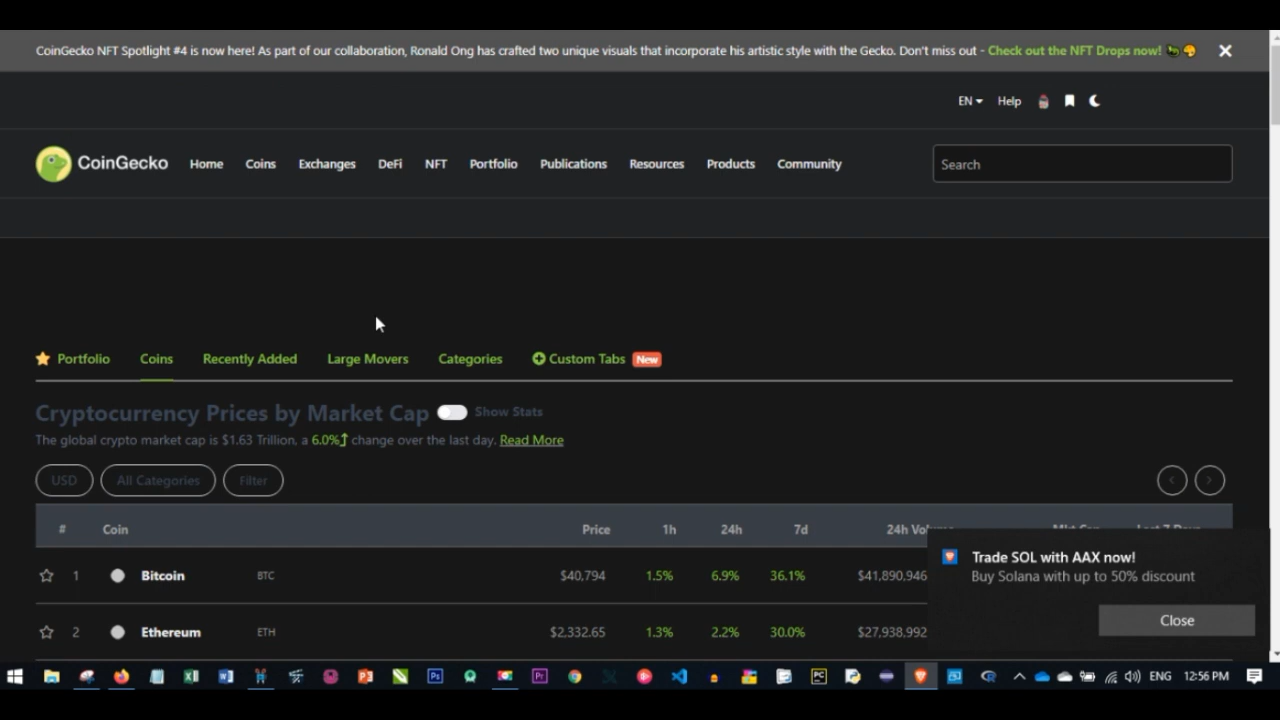 CoinGecko NFT Spotlight #4 is now here! As part of our collaboration, Ronald Ong has crafted two unique visuals that incorporate his artistic style with the Gecko. Don't miss out - Check out the NFT Drops now!
EN Help
CoinGecko Home Coins Exchanges DeFi NFT Portfolio Publications Resources Products Community Search
Portfolio Coins Recently Added Large Movers Categories Custom Tabs New
Cryptocurrency Prices by Market Cap Show Stats
The global crypto market cap is $1.63 Trillion, a 6.0% change over the last day. Read More
USD All Categories Filter
# Coin Price 1h 24h 7d 24h Volume Mkt Cap Last 7 Days
1 Bitcoin BTC $40,794 1.5% 6.9% 36.1% $41,890,946
2 Ethereum ETH $2,332.65 1.3% 2.2% 30.0% $27,938,992
Trade SOL with AAX now!
Buy Solana with up to 50% discount
Close
ENG 12:56 PM